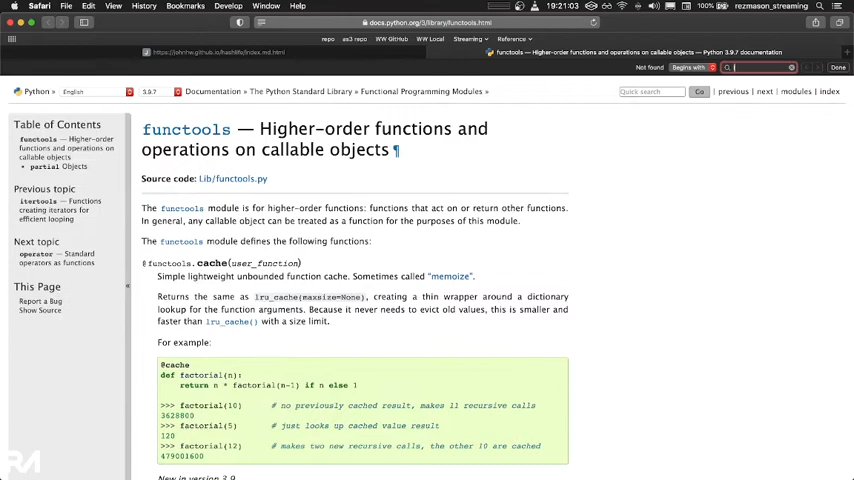 Safari File Edit View History Bookmarks Develop Window Help 100% 19:21:03 rezmason_streaming
docs.python.org/3/library/functools.html
repo as3 repo WW GitHub WW Local Streaming Reference
https://johnhw.github.io/hashlife/index.md.html
functools — Higher-order functions and operations on callable objects — Python 3.9.7 documentation
Not found Begins with Done
Python » English 3.9.7 Documentation » The Python Standard Library » Functional Programming Modules »
Quick search Go | previous | next | modules | index
Table of Contents
functools — Higher-order
functions and operations on
callable objects
partial Objects
Previous topic
itertools — Functions
creating iterators for
efficient looping
Next topic
operator — Standard
operators as functions
This Page
Report a Bug
Show Source
«
functools — Higher-order functions and
operations on callable objects ¶
Source code: Lib/functools.py
The functools module is for higher-order functions: functions that act on or return other functions.
In general, any callable object can be treated as a function for the purposes of this module.
The functools module defines the following functions:
@functools.cache(user_function)
Simple lightweight unbounded function cache. Sometimes called "memoize".
Returns the same as lru_cache(maxsize=None), creating a thin wrapper around a dictionary
lookup for the function arguments. Because it never needs to evict old values, this is smaller and
faster than lru_cache() with a size limit.
For example:
@cache
def factorial(n):
return n * factorial(n-1) if n else 1
>>> factorial(10) # no previously cached result, makes 11 recursive calls
3628800
>>> factorial(5) # just looks up cached value result
120
>>> factorial(12) # makes two new recursive calls, the other 10 are cached
479001600
New in version 3.9.
RM